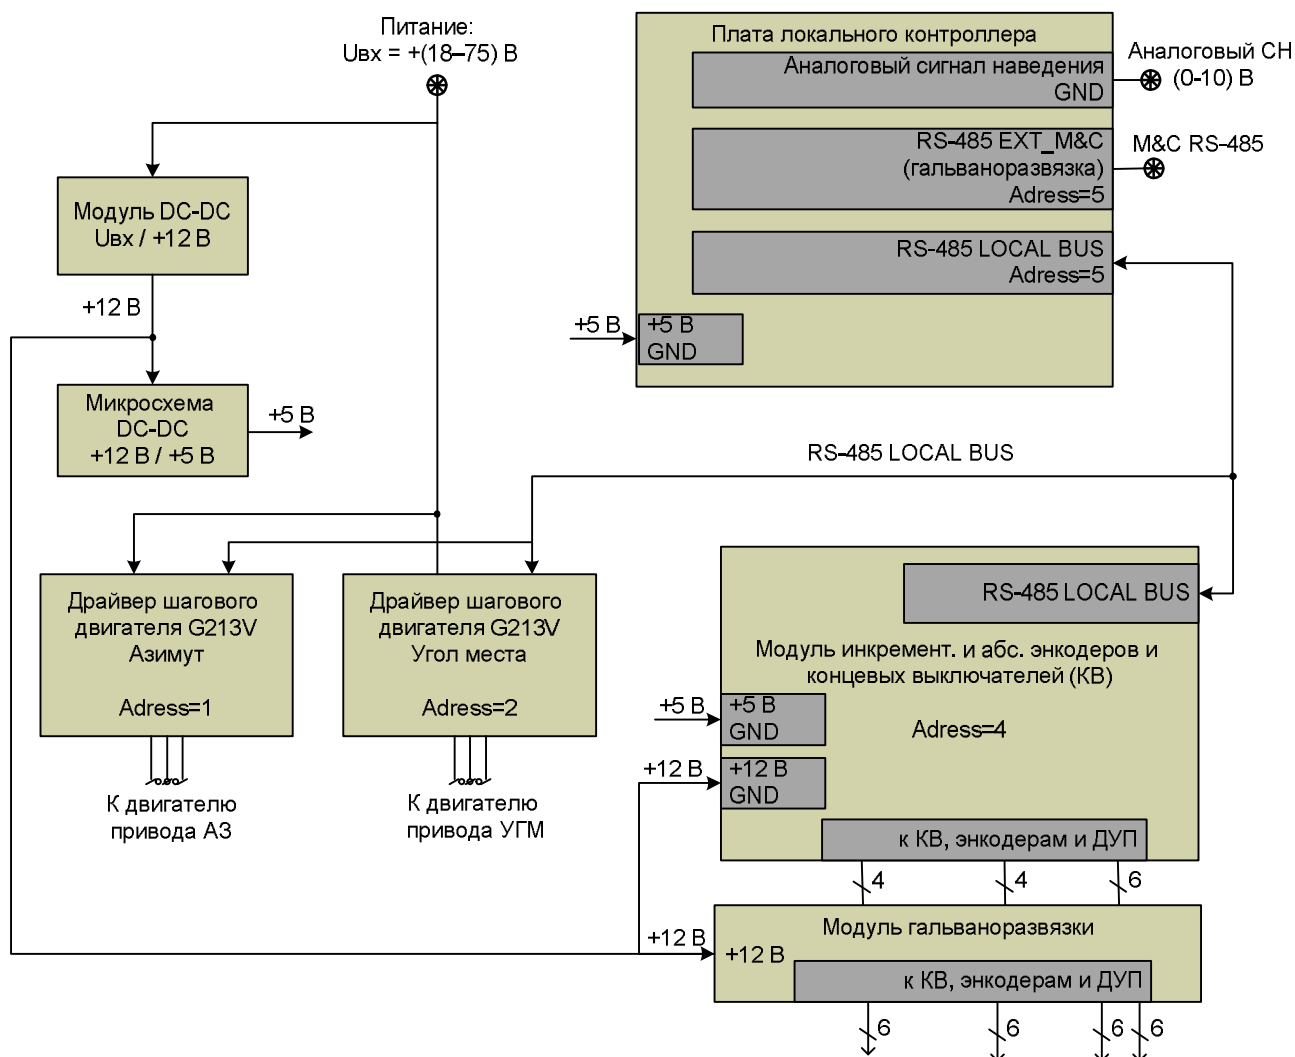 Питание:
Uвх = +(18–75) В
Плата локального контроллера
Аналоговый сигнал наведения
GND
Аналоговый СН
(0-10) В
RS-485 EXT_M&C
(гальваноразвязка)
Adress=5
M&C RS-485
RS-485 LOCAL BUS
Adress=5
+5 В
+5 В
GND
Модуль DC-DC
Uвх / +12 В
+12 В
Микросхема
DC-DC
+12 В / +5 В
+5 В
RS-485 LOCAL BUS
Драйвер шагового
двигателя G213V
Азимут
Adress=1
К двигателю
привода АЗ
Драйвер шагового
двигателя G213V
Угол места
Adress=2
К двигателю
привода УГМ
RS-485 LOCAL BUS
Модуль инкремент. и абс. энкодеров и
концевых выключателей (КВ)
+5 В
+5 В
GND
Adress=4
+12 В
+12 В
GND
к КВ, энкодерам и ДУП
4
4
6
Модуль гальваноразвязки
+12 В
+12 В
к КВ, энкодерам и ДУП
6
6
6
6